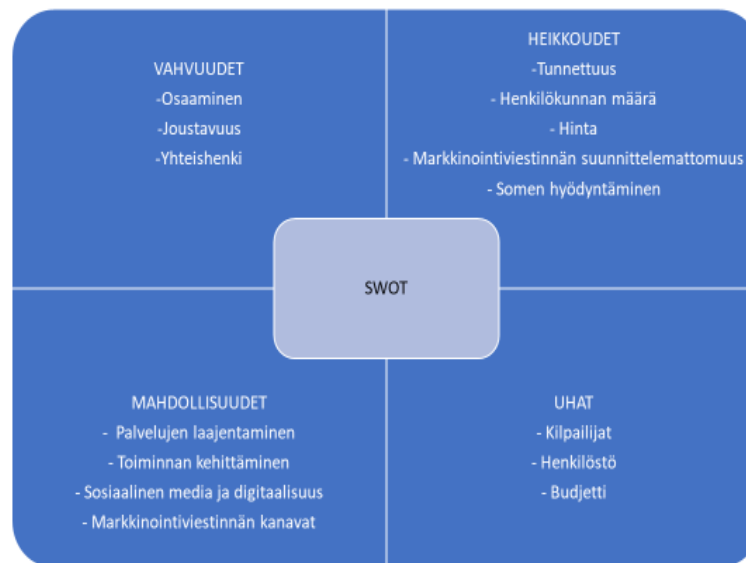 VAHVUUDET
-Osaaminen
-Joustavuus
-Yhteishenki
HEIKKOUDET
-Tunnettuus
- Henkilökunnan määrä
- Hinta
- Markkinointiviestinnän suunnittelemattomuus
- Somen hyödyntäminen
SWOT
MAHDOLLISUUDET
- Palvelujen laajentaminen
- Toiminnan kehittäminen
- Sosiaalinen media ja digitaalisuus
- Markkinointiviestinnän kanavat
UHAT
- Kilpailijat
- Henkilöstö
- Budjetti